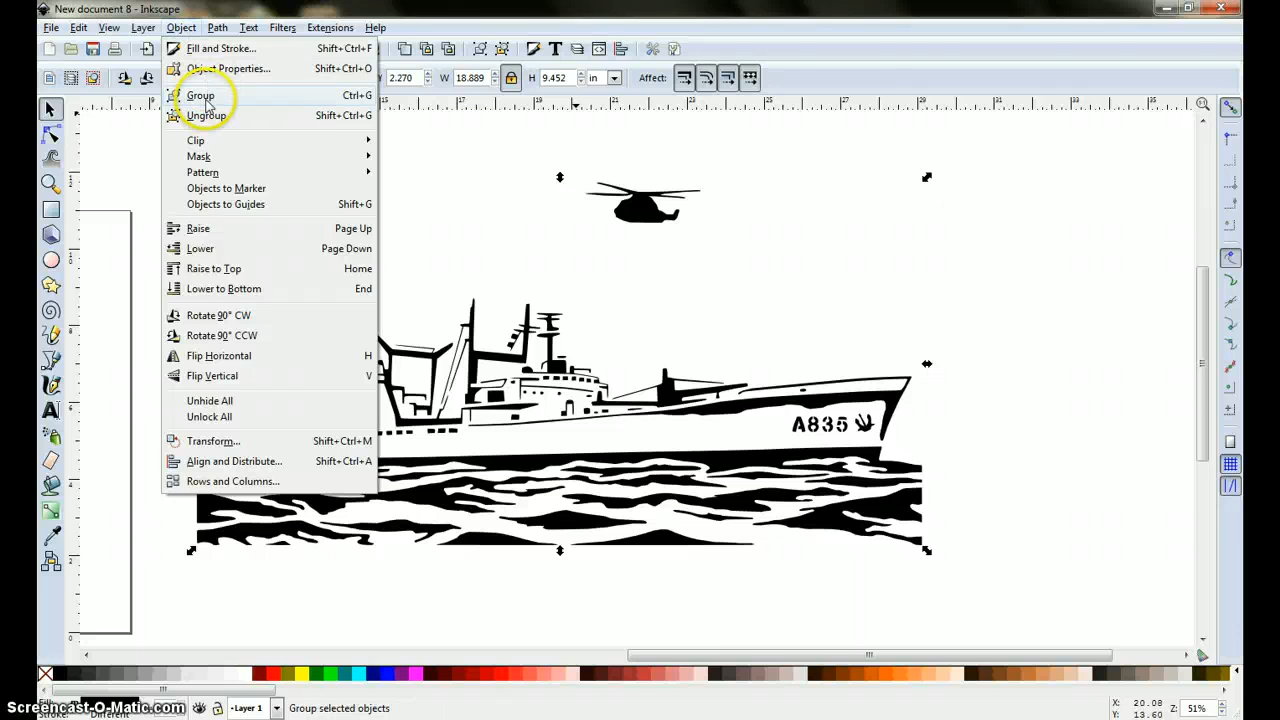 New document 8 - Inkscape
File Edit View Layer Object Path Text Filters Extensions Help
Fill and Stroke... Shift+Ctrl+F
Object Properties... Shift+Ctrl+O
Y 2.270 W 18.889 H 9.452 in Affect:
Group Ctrl+G
Ungroup Shift+Ctrl+G
Clip
Mask
Pattern
Objects to Marker
Objects to Guides Shift+G
Raise Page Up
Lower Page Down
Raise to Top Home
Lower to Bottom End
Rotate 90° CW
Rotate 90° CCW
Flip Horizontal H
Flip Vertical V
Unhide All
Unlock All
Transform... Shift+Ctrl+M
Align and Distribute... Shift+Ctrl+A
Rows and Columns...
A835
Screencast-O-Matic.com
Layer 1
Group selected objects
X: 20.08
Y: 13.60
Z: 51%